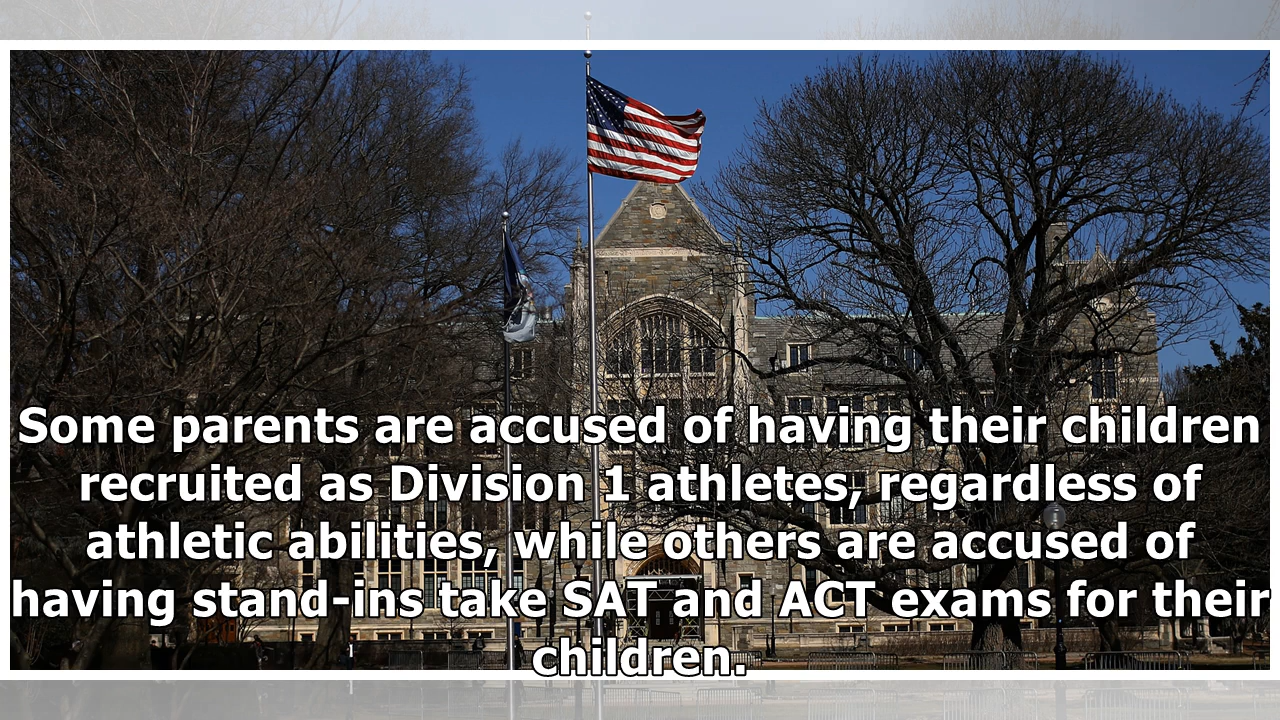 Some parents are accused of having their children
recruited as Division 1 athletes, regardless of
athletic abilities, while others are accused of
having stand-ins take SAT and ACT exams for their
children.